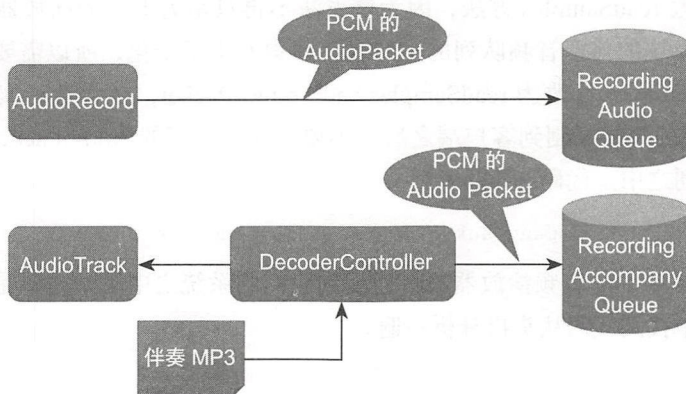 PCM 的
AudioPacket
AudioRecord
Recording
Audio
Queue
PCM 的
Audio Packet
AudioTrack
DecoderController
Recording
Accompany
Queue
伴奏 MP3